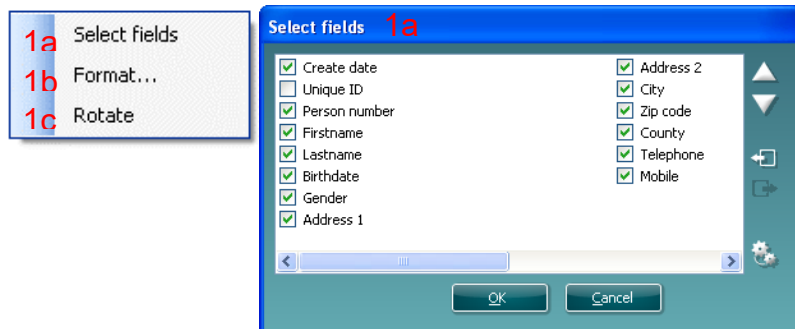 1a Select fields
1b Format...
1c Rotate
Select fields 1a
Create date
Unique ID
Person number
Firstname
Lastname
Birthdate
Gender
Address 1
Address 2
City
Zip code
County
Telephone
Mobile
OK
Cancel